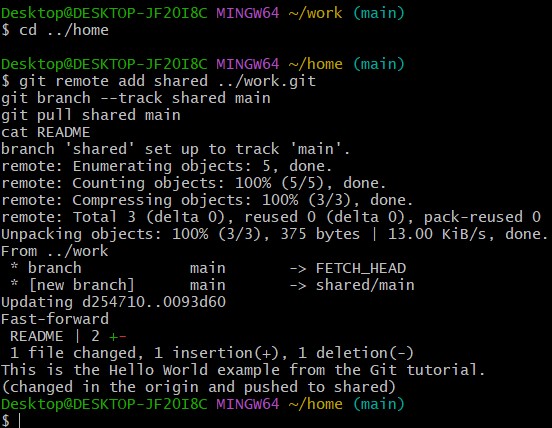 Desktop@DESKTOP-JF2OI8C MINGW64 ~/work (main)
$ cd ../home
Desktop@DESKTOP-JF2OI8C MINGW64 ~/home (main)
$ git remote add shared ../work.git
git branch --track shared main
git pull shared main
cat README
branch 'shared' set up to track 'main'.
remote: Enumerating objects: 5, done.
remote: Counting objects: 100% (5/5), done.
remote: Compressing objects: 100% (3/3), done.
remote: Total 3 (delta 0), reused 0 (delta 0), pack-reused 0
Unpacking objects: 100% (3/3), 375 bytes | 13.00 KiB/s, done.
From ../work
 * branch            main       -> FETCH_HEAD
 * [new branch]      main       -> shared/main
Updating d254710..0093d60
Fast-forward
 README | 2 +-
 1 file changed, 1 insertion(+), 1 deletion(-)
This is the Hello World example from the Git tutorial.
(changed in the origin and pushed to shared)
Desktop@DESKTOP-JF2OI8C MINGW64 ~/home (main)
$